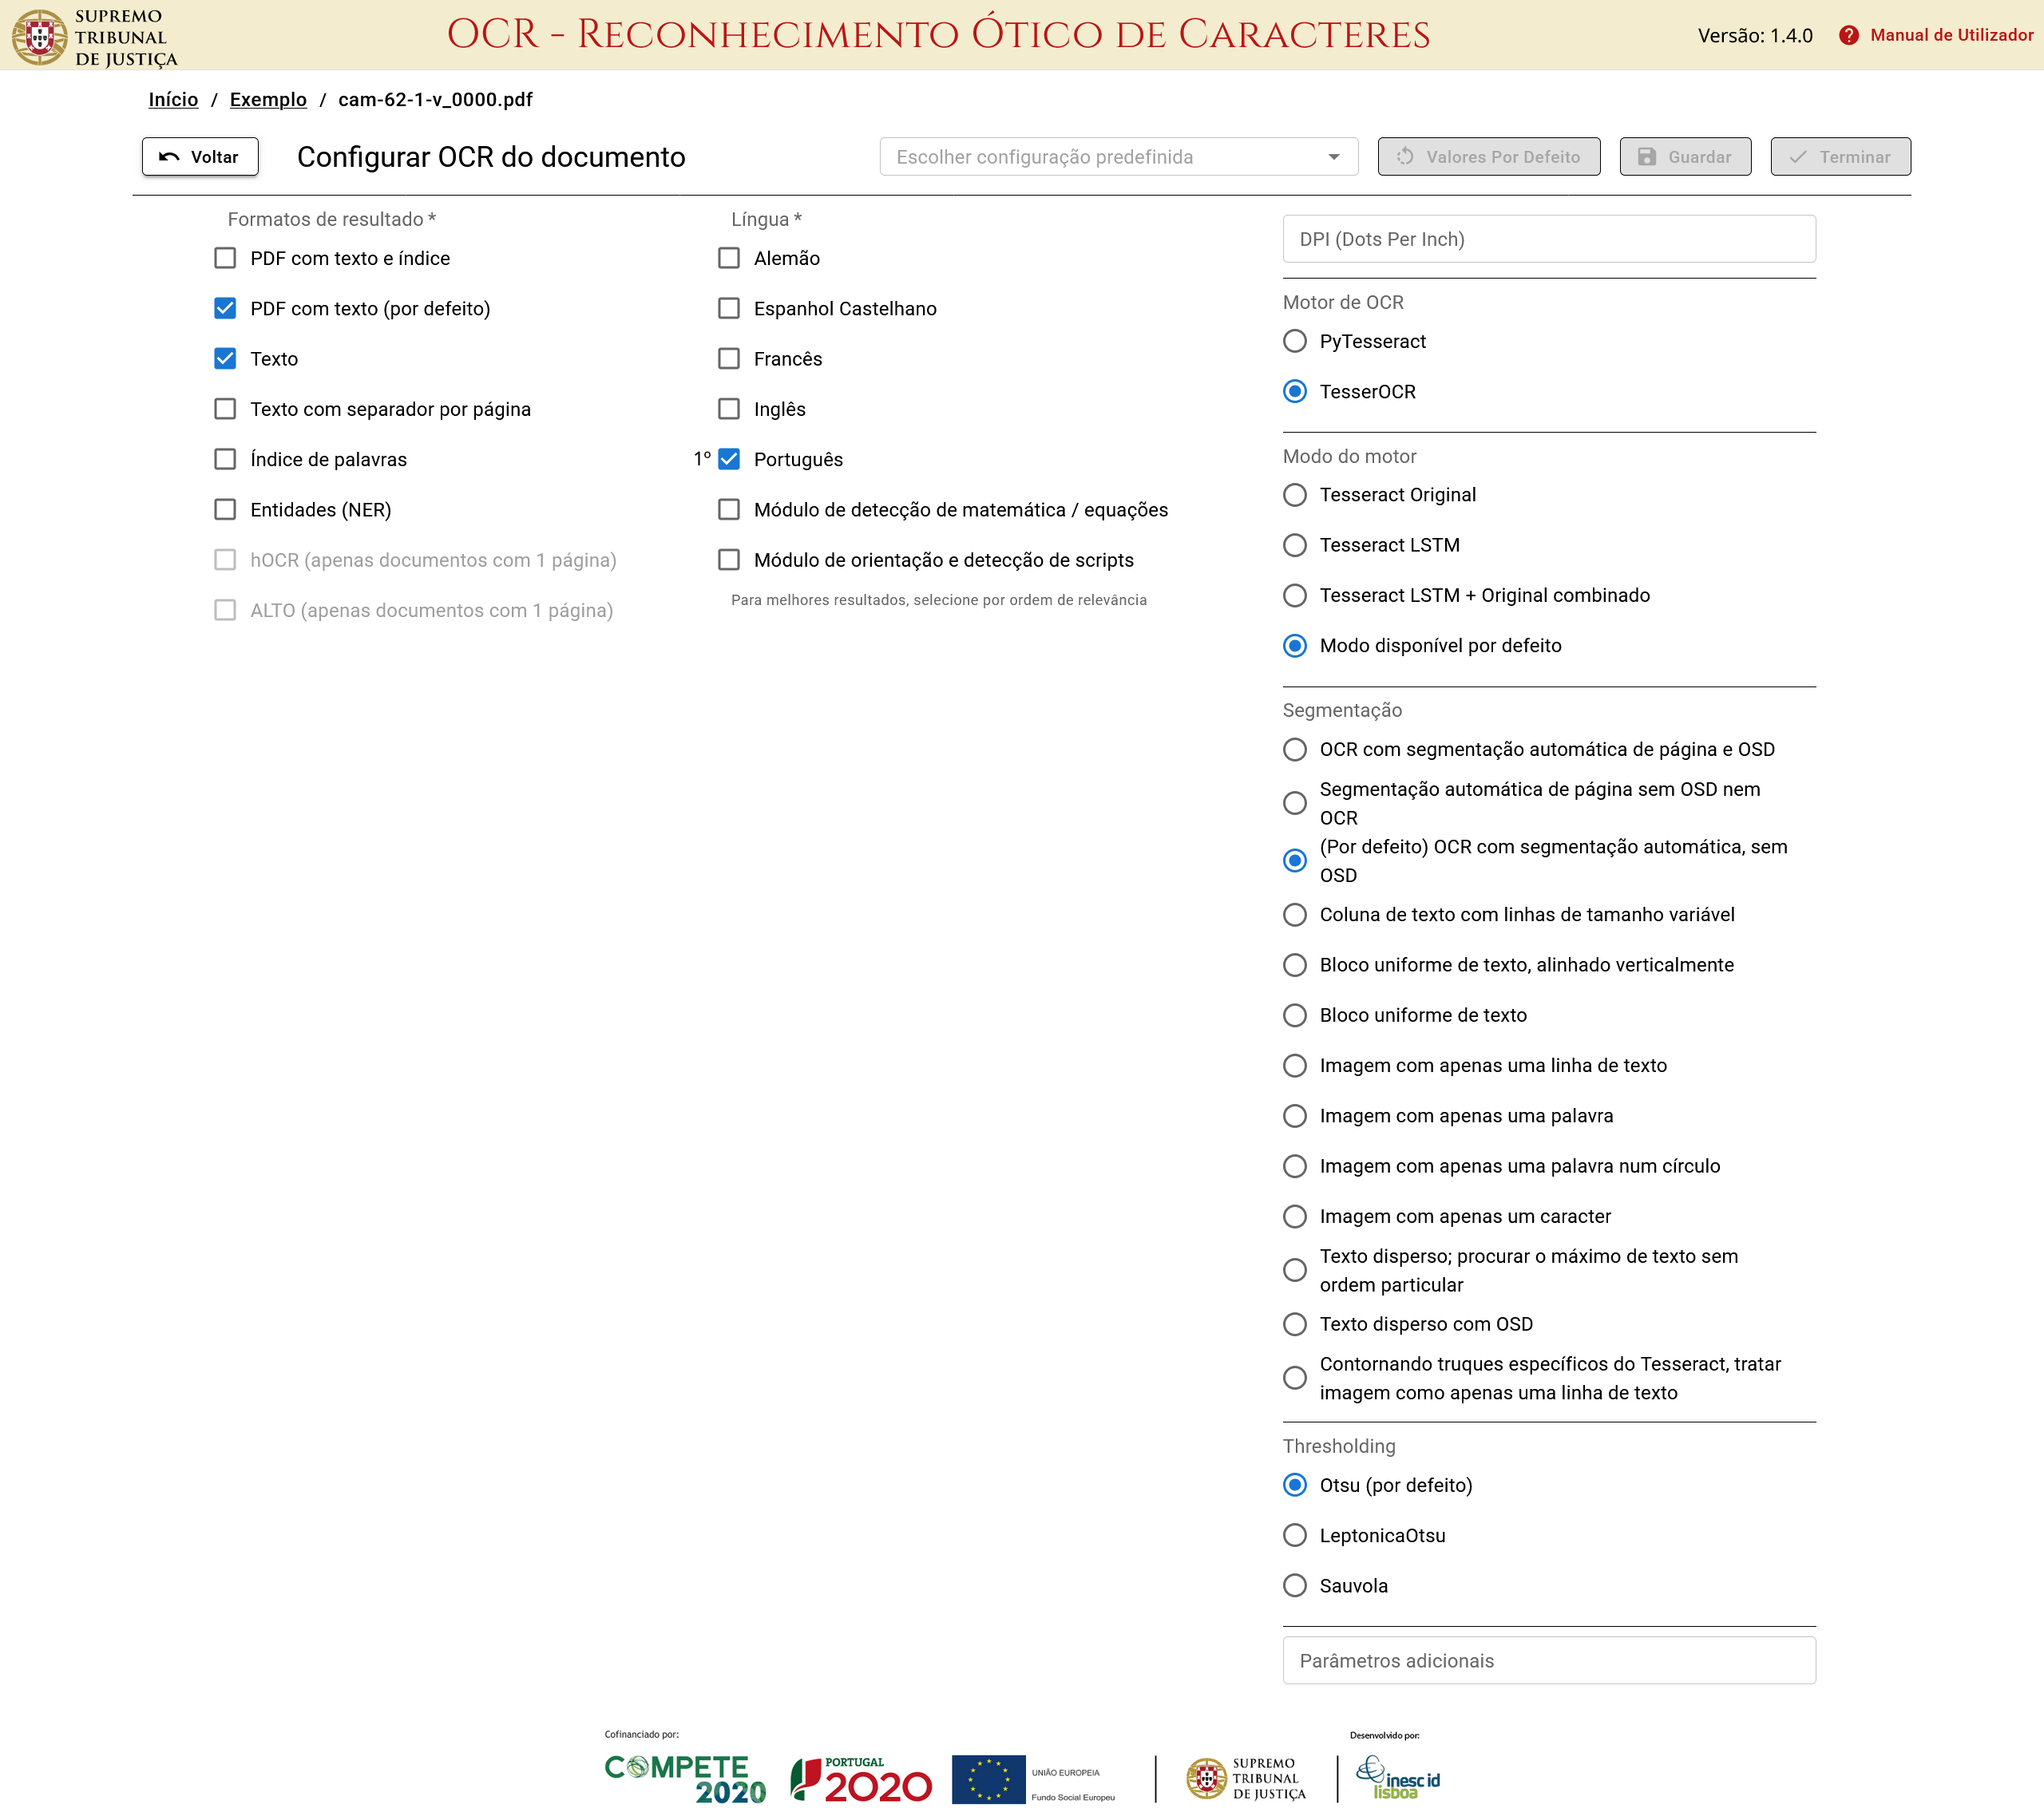 SUPREMO
TRIBUNAL
DE JUSTIÇA
OCR - Reconhecimento Ótico de Caracteres
Versão: 1.4.0
Manual de Utilizador
Início / Exemplo / cam-62-1-v_0000.pdf
Voltar
Configurar OCR do documento
Escolher configuração predefinida
Valores Por Defeito
Guardar
Terminar
Formatos de resultado *
PDF com texto e índice
PDF com texto (por defeito)
Texto
Texto com separador por página
Índice de palavras
Entidades (NER)
hOCR (apenas documentos com 1 página)
ALTO (apenas documentos com 1 página)
Língua *
Alemão
Espanhol Castelhano
Francês
Inglês
1º Português
Módulo de detecção de matemática / equações
Módulo de orientação e detecção de scripts
Para melhores resultados, selecione por ordem de relevância
DPI (Dots Per Inch)
Motor de OCR
PyTesseract
TesserOCR
Modo do motor
Tesseract Original
Tesseract LSTM
Tesseract LSTM + Original combinado
Modo disponível por defeito
Segmentação
OCR com segmentação automática de página e OSD
Segmentação automática de página sem OSD nem
OCR
(Por defeito) OCR com segmentação automática, sem
OSD
Coluna de texto com linhas de tamanho variável
Bloco uniforme de texto, alinhado verticalmente
Bloco uniforme de texto
Imagem com apenas uma linha de texto
Imagem com apenas uma palavra
Imagem com apenas uma palavra num círculo
Imagem com apenas um caracter
Texto disperso; procurar o máximo de texto sem
ordem particular
Texto disperso com OSD
Contornando truques específicos do Tesseract, tratar
imagem como apenas uma linha de texto
Thresholding
Otsu (por defeito)
LeptonicaOtsu
Sauvola
Parâmetros adicionais
Cofinanciado por:
COMPETE
2020
PORTUGAL
2020
UNIÃO EUROPEIA
Fundo Social Europeu
SUPREMO
TRIBUNAL
DE JUSTIÇA
Desenvolvido por:
inesc id
lisboa